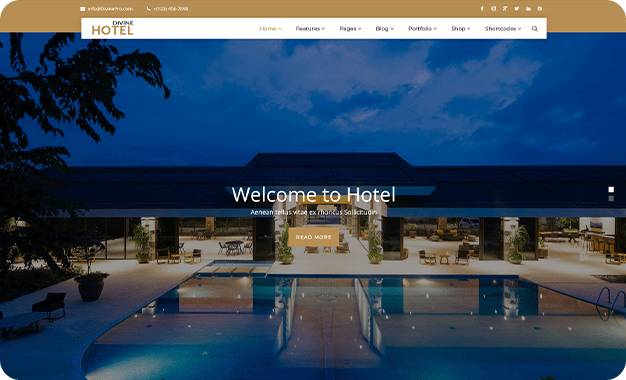 info@DivinePro.com +(123) 456-7890
DIVINE
HOTEL
Home Features Pages Blog Portfolio Shop Shortcodes
Welcome to Hotel
Aenean tellus vitae ex rhoncus Sollicitudin
READ MORE